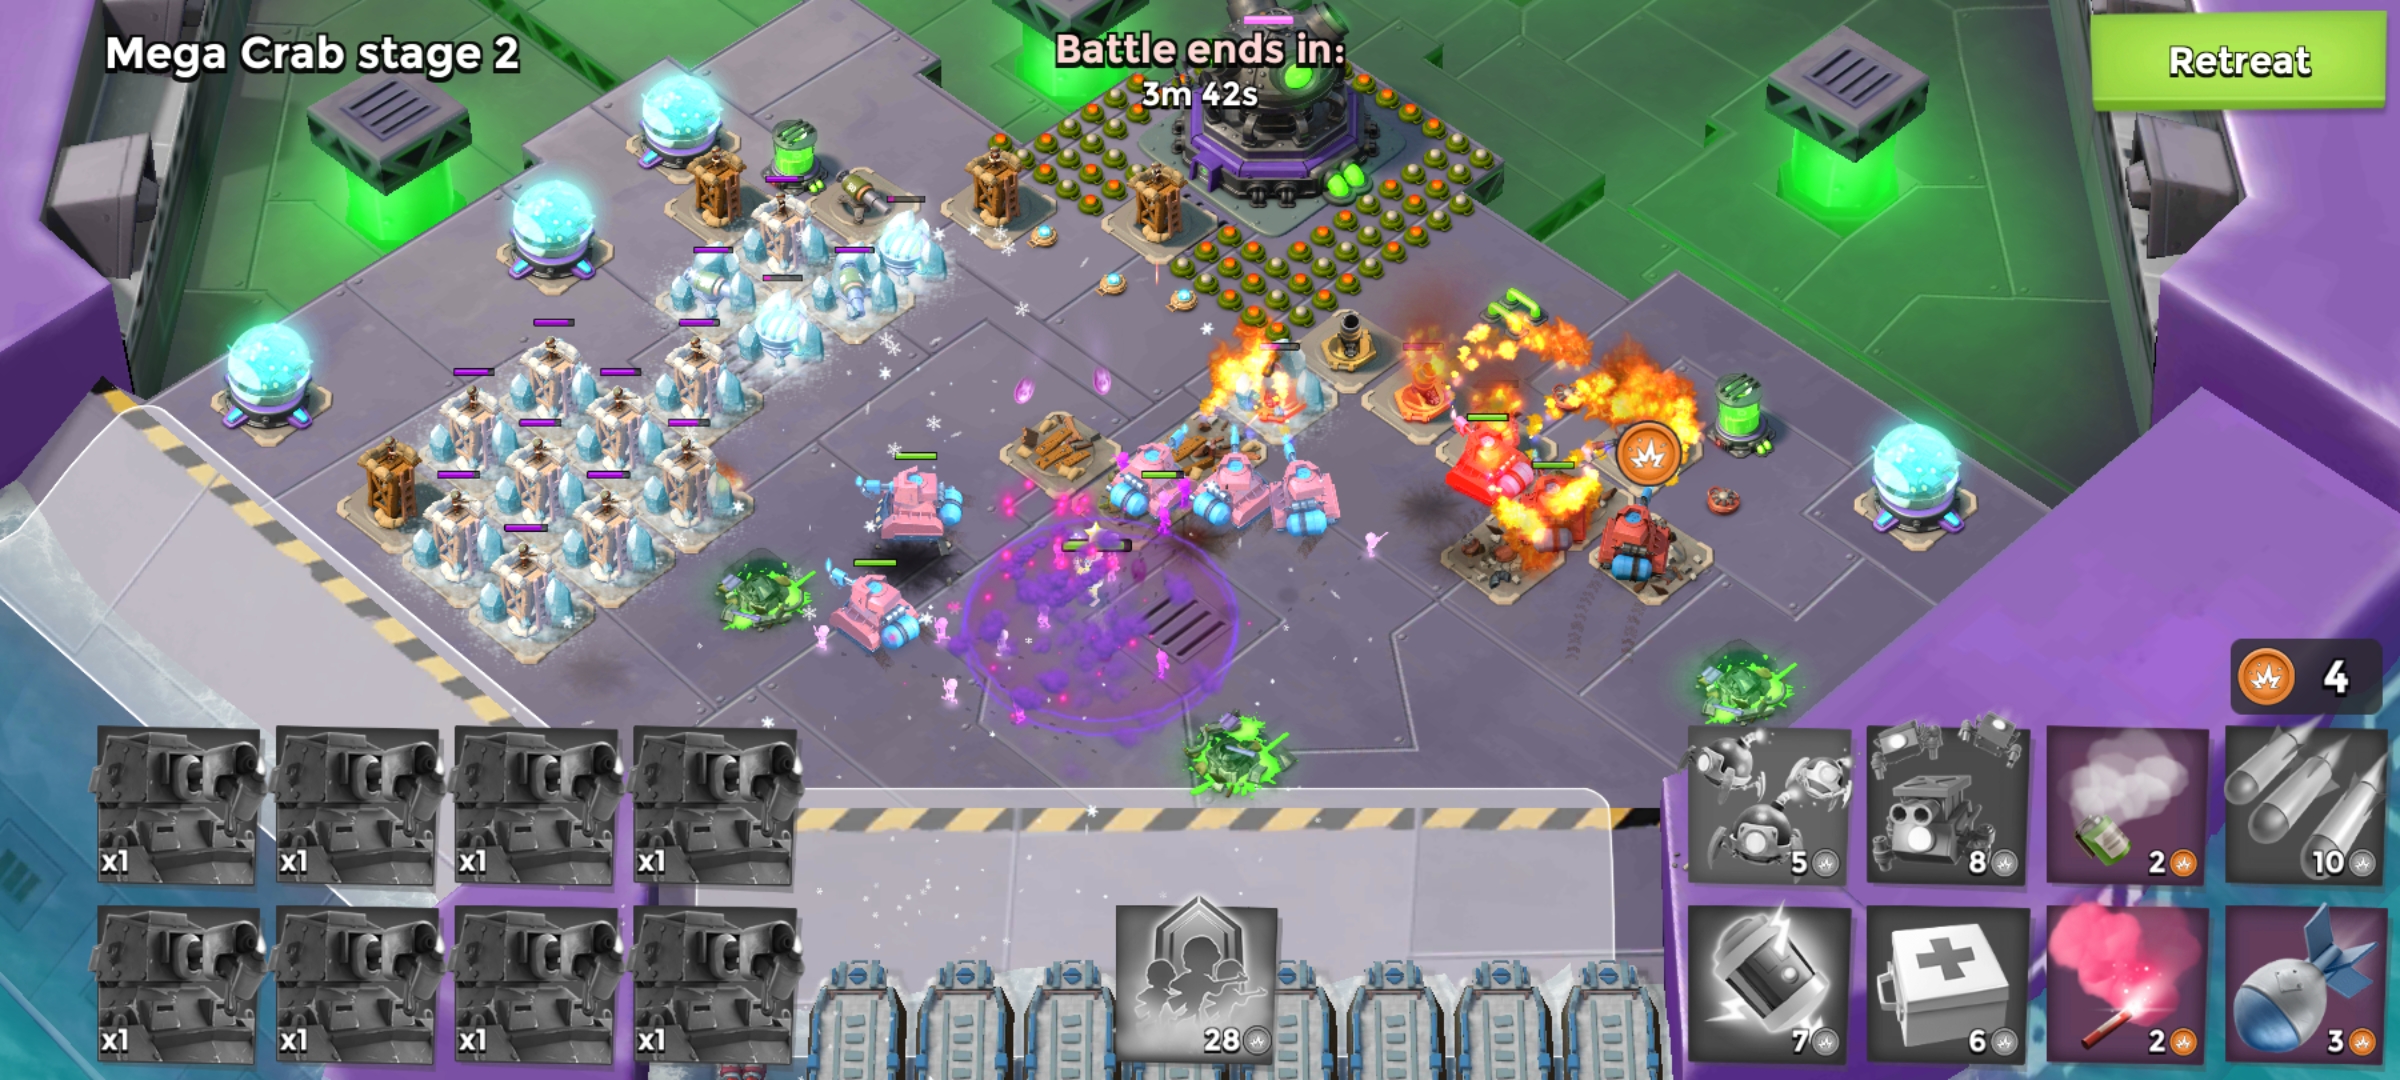 Mega Crab stage 2
Battle ends in:
3m 42s
Retreat
4
x1 x1 x1 x1
5 8 2 10
x1 x1 x1 x1
28
7 6 2 3